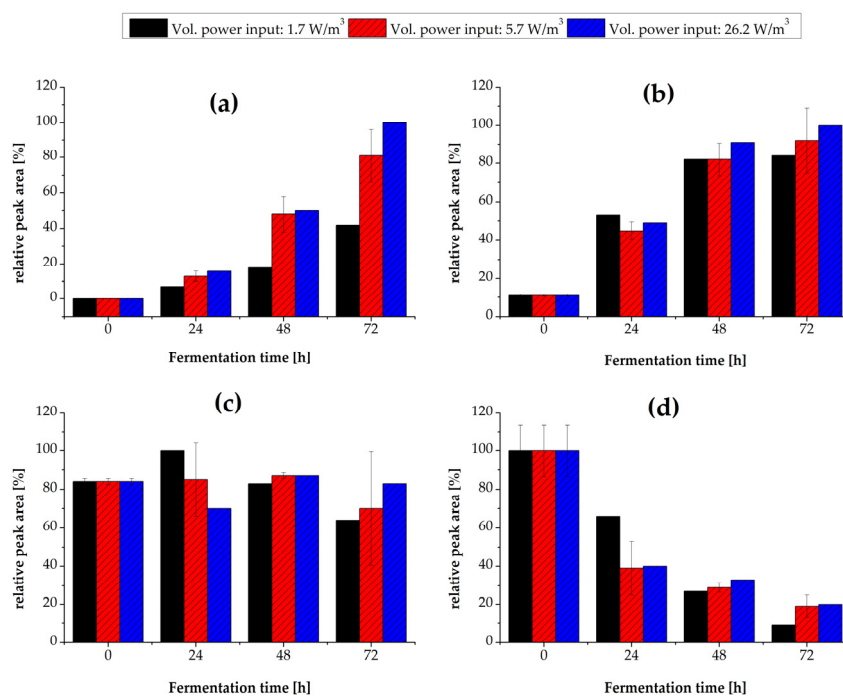 Vol. power input: 1.7 W/m³ Vol. power input: 5.7 W/m³ Vol. power input: 26.2 W/m³
(a)
relative peak area [%]
120
100
80
60
40
20
0
0 24 48 72
Fermentation time [h]
(b)
relative peak area [%]
120
100
80
60
40
20
0
0 24 48 72
Fermentation time [h]
(c)
relative peak area [%]
120
100
80
60
40
20
0
0 24 48 72
Fermentation time [h]
(d)
relative peak area [%]
120
100
80
60
40
20
0
0 24 48 72
Fermentation time [h]